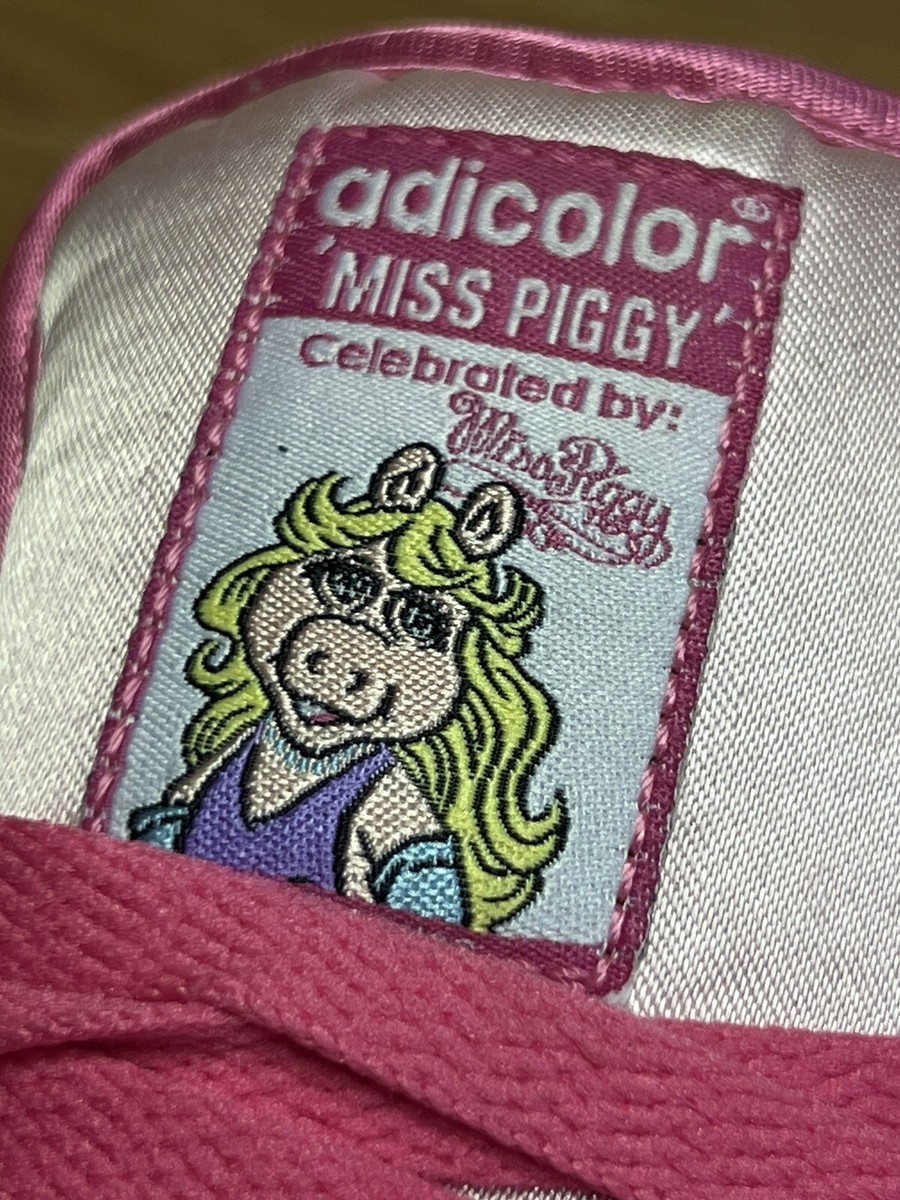 adicolor®
'MISS PIGGY'
Celebrated by:
Miss Piggy